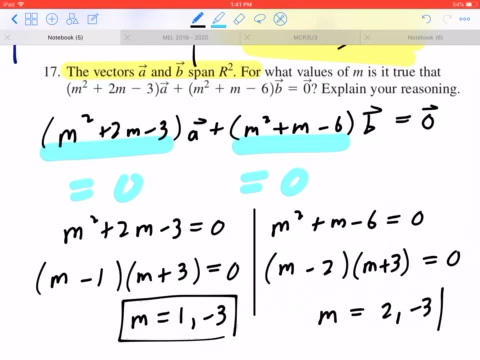 1:41 PM
54%
Notebook (5)
MEL 2019 - 2020
MCR3U3
Notebook (6)
17. The vectors a⃗ and b⃗ span R². For what values of m is it true that
(m² + 2m − 3)a⃗ + (m² + m − 6)b⃗ = 0⃗? Explain your reasoning.
(m² + 2m − 3) a⃗ + (m² + m − 6) b⃗ = 0⃗
= 0 = 0
m² + 2m − 3 = 0
(m − 1)(m + 3) = 0
m = 1, −3
m² + m − 6 = 0
(m − 2)(m + 3) = 0
m = 2, −3